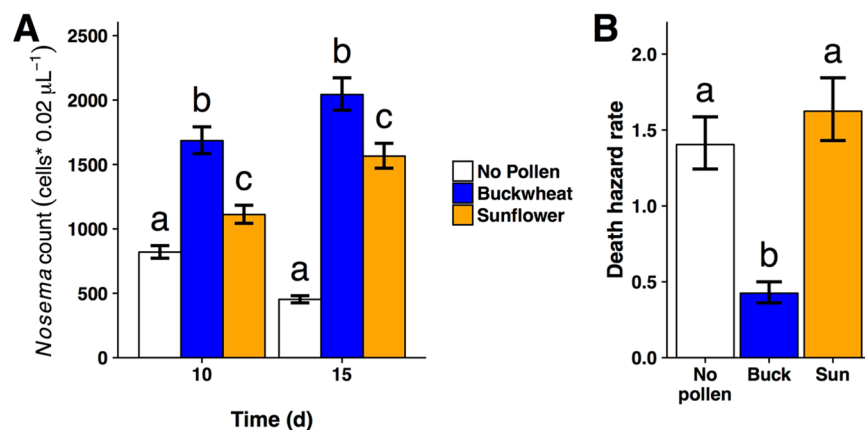 A
Nosema count (cells* 0.02 µL⁻¹)
2500
2000
1500
1000
500
0
a
b
c
a
b
c
10
15
Time (d)
No Pollen
Buckwheat
Sunflower
B
Death hazard rate
2.0
1.5
1.0
0.5
0.0
a
b
a
No
pollen
Buck
Sun